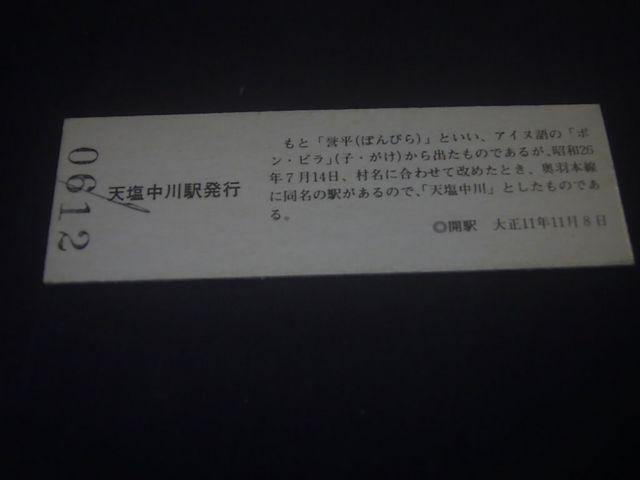 0612
天塩中川駅発行
もと「誉平(ぽんぴら)」といい、アイヌ語の「ポ
ン・ピラ」(子・がけ)から出たものであるが、昭和26
年7月14日、村名に合わせて改めたとき、奥羽本線
に同名の駅があるので、「天塩中川」としたものであ
る。
◎開駅 大正11年11月8日